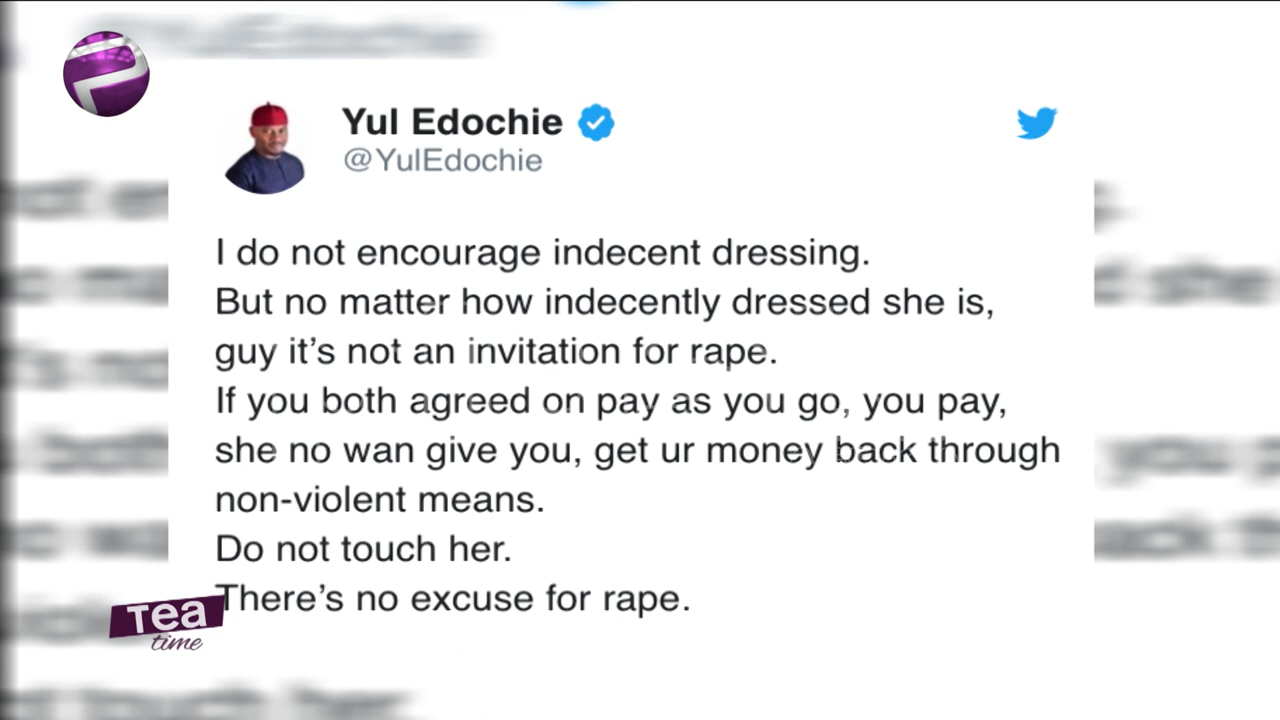 Yul Edochie
@YulEdochie
I do not encourage indecent dressing.
But no matter how indecently dressed she is,
guy it's not an invitation for rape.
If you both agreed on pay as you go, you pay,
she no wan give you, get ur money back through
non-violent means.
Do not touch her.
There's no excuse for rape.
Tea
time